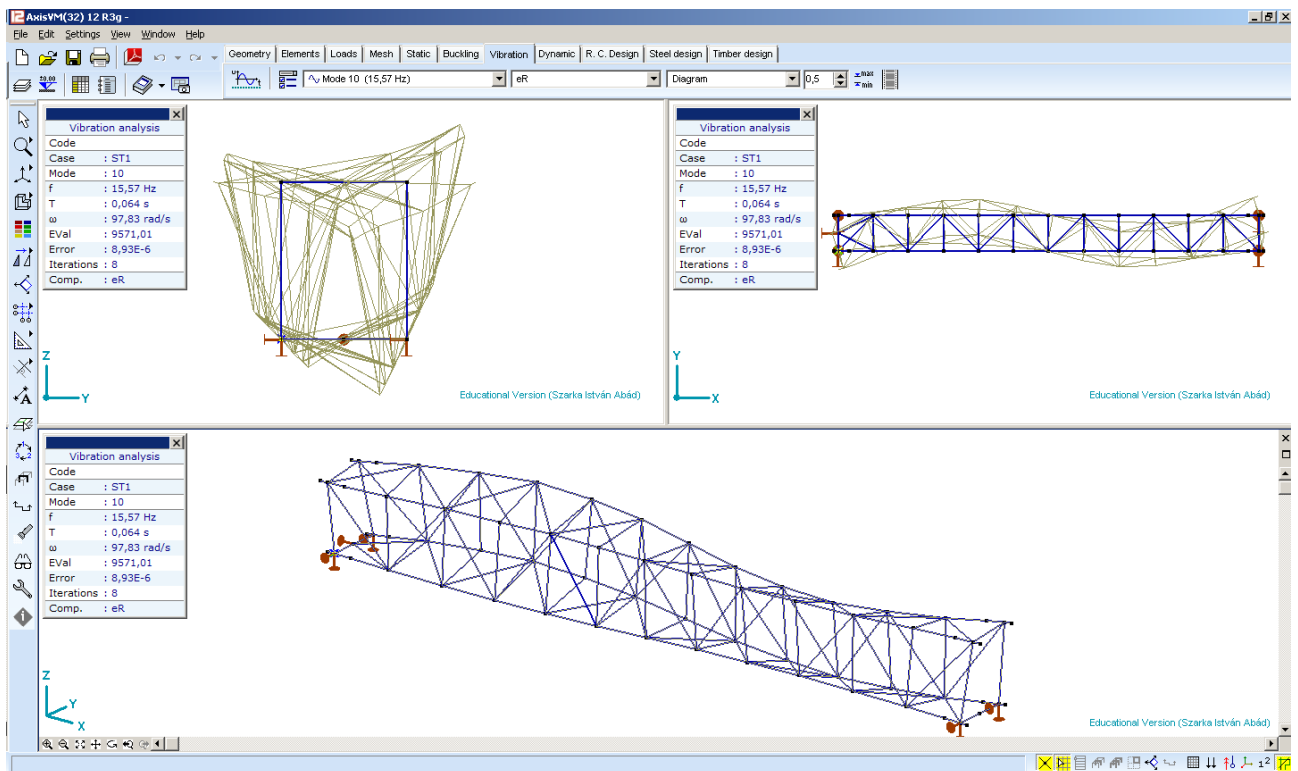 AxisVM(32) 12 R3g -
File Edit Settings View Window Help
Geometry Elements Loads Mesh Static Buckling Vibration Dynamic R. C. Design Steel design Timber design
Mode 10 (15,57 Hz) eR Diagram 0,5 max
min
Vibration analysis
Code
Case : ST1
Mode : 10
f : 15,57 Hz
T : 0,064 s
ω : 97,83 rad/s
EVal : 9571,01
Error : 8,93E-6
Iterations : 8
Comp. : eR
Z
Y
Educational Version (Szarka István Abád)
Vibration analysis
Code
Case : ST1
Mode : 10
f : 15,57 Hz
T : 0,064 s
ω : 97,83 rad/s
EVal : 9571,01
Error : 8,93E-6
Iterations : 8
Comp. : eR
Y
X
Educational Version (Szarka István Abád)
Vibration analysis
Code
Case : ST1
Mode : 10
f : 15,57 Hz
T : 0,064 s
ω : 97,83 rad/s
EVal : 9571,01
Error : 8,93E-6
Iterations : 8
Comp. : eR
Z
Y
X
Educational Version (Szarka István Abád)